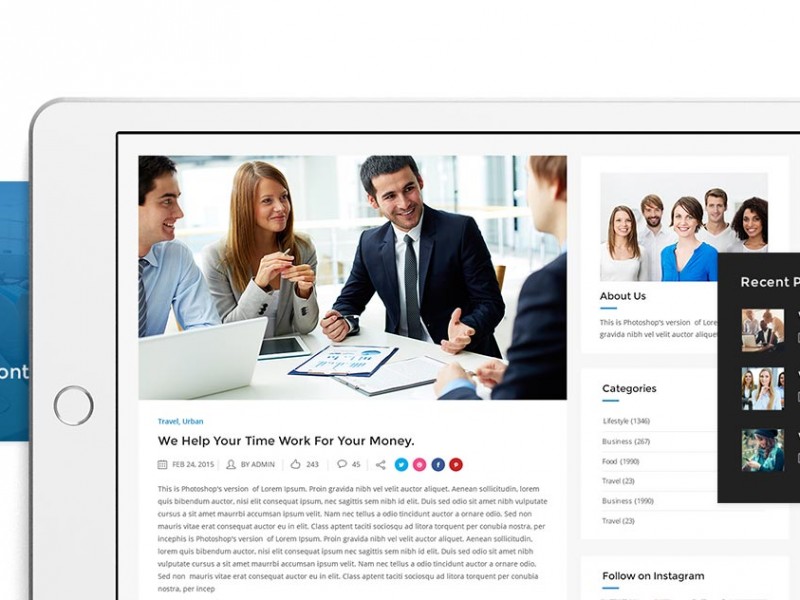 ont
Travel, Urban
We Help Your Time Work For Your Money.
FEB 24, 2015 BY ADMIN 243 45
This is Photoshop's version of Lorem Ipsum. Proin gravida nibh vel velit auctor aliquet. Aenean sollicitudin, lorem
quis bibendum auctor, nisi elit consequat ipsum, nec sagittis sem nibh id elit. Duis sed odio sit amet nibh vulputate
cursus a sit amet mauris. Morbi accumsan ipsum velit. Nam nec tellus a odio tincidunt auctor a ornare odio. Sed non
mauris vitae erat consequat auctor eu in elit. Class aptent taciti sociosqu ad litora torquent per conubia nostra, per
incephis is Photoshop's version of Lorem Ipsum. Proin gravida nibh vel velit auctor aliquet. Aenean sollicitudin,
lorem quis bibendum auctor, nisi elit consequat ipsum nec sagittis sem nibh id elit. Duis sed odio sit amet nibh
vulputate cursus a sit amet maurrbi accumsan ipsum velit. Nam nec tellus a odio tincidunt auctor a ornare odio.
Sed non mauris vitae erat consequat auctor eu in elit. Class aptent taciti sociosqu ad litora torquent per conubia
nostra, per incep
About Us
This is Photoshop's version of Lore
gravida nibh vel velit auctor aliquet
Categories
Lifestyle (1346)
Business (267)
Food (1990)
Travel (23)
Business (1990)
Travel (23)
Follow on Instagram
Recent P